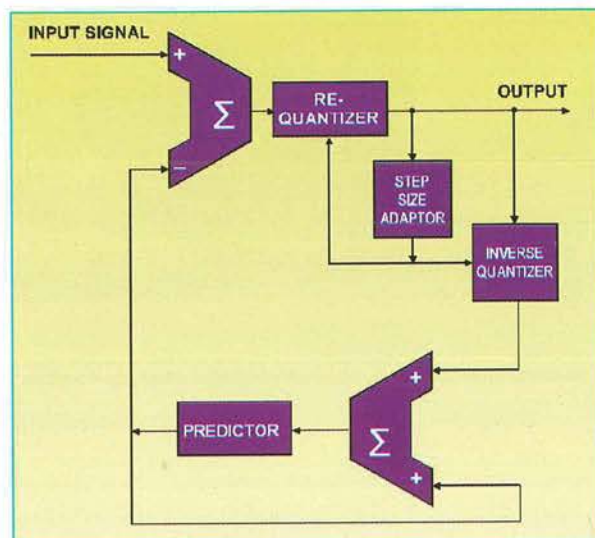 INPUT SIGNAL
+
Σ
−
RE-
QUANTIZER
OUTPUT
STEP
SIZE
ADAPTOR
INVERSE
QUANTIZER
+
Σ
+
PREDICTOR